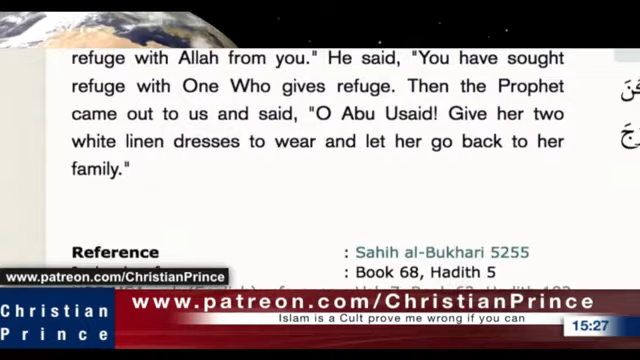 refuge with Allah from you." He said, "You have sought
refuge with One Who gives refuge. Then the Prophet
came out to us and said, "O Abu Usaid! Give her two
white linen dresses to wear and let her go back to her
family."
Reference : Sahih al-Bukhari 5255
www.patreon.com/ChristianPrince
: Book 68, Hadith 5
Christian
Prince
www.patreon.com/ChristianPrince
Islam is a Cult prove me wrong if you can
15:27